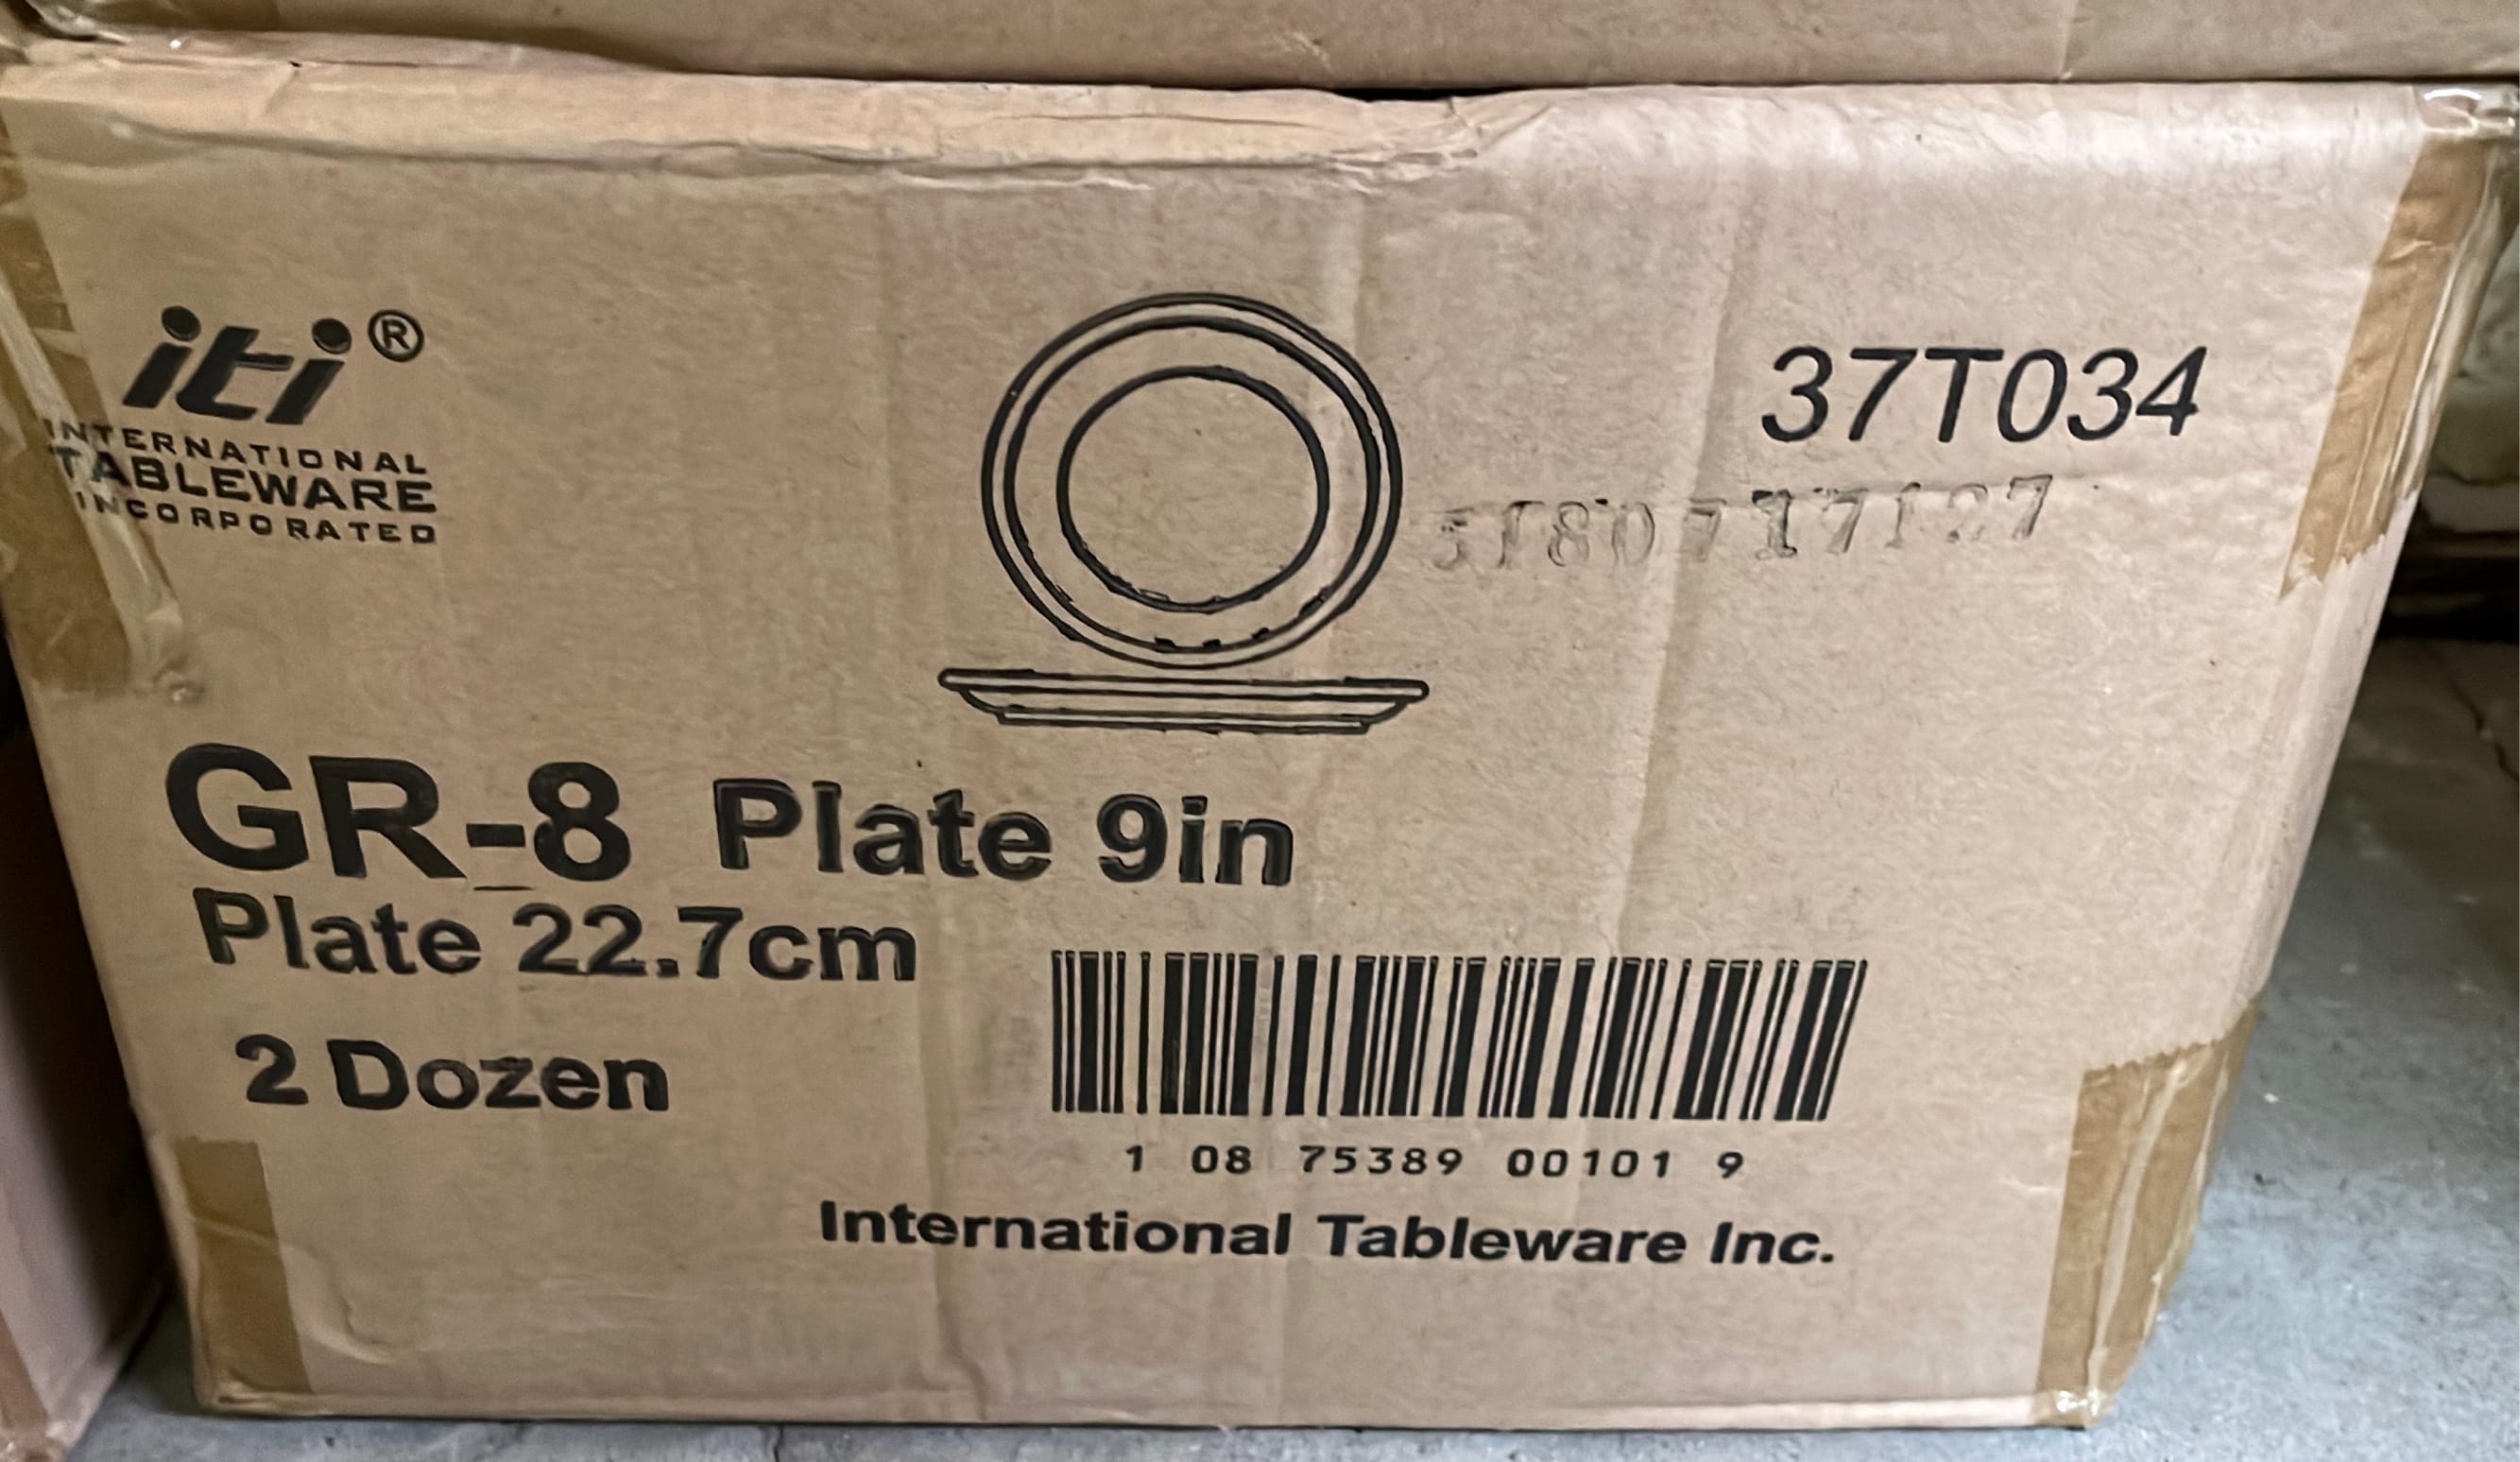 iti®
INTERNATIONAL
TABLEWARE
INCORPORATED
37T034
GR-8 Plate 9in
Plate 22.7cm
2 Dozen
1 08 75389 00101 9
International Tableware Inc.